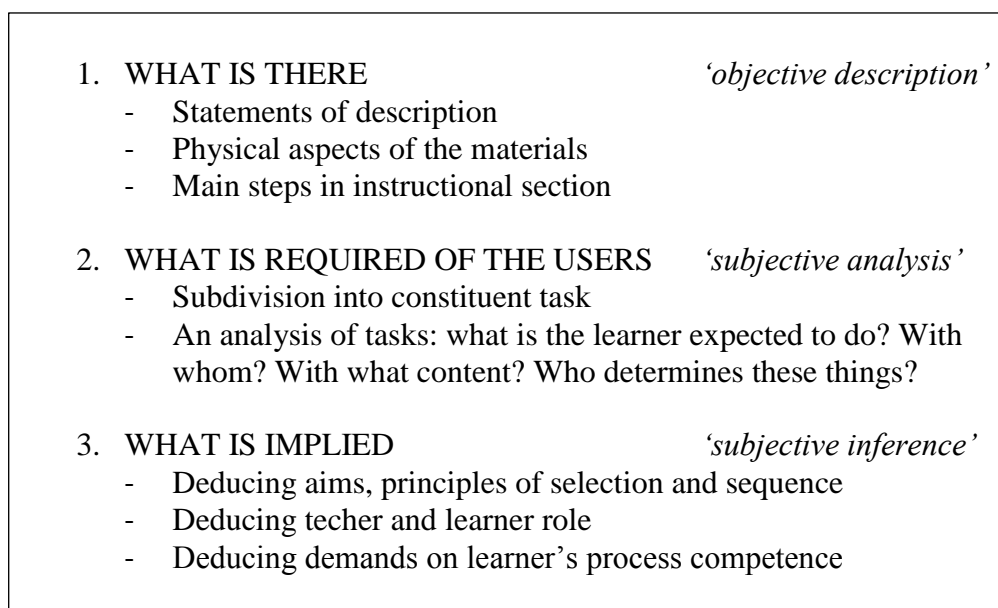 1. WHAT IS THERE ‘objective description’
- Statements of description
- Physical aspects of the materials
- Main steps in instructional section
2. WHAT IS REQUIRED OF THE USERS ‘subjective analysis’
- Subdivision into constituent task
- An analysis of tasks: what is the learner expected to do? With
whom? With what content? Who determines these things?
3. WHAT IS IMPLIED ‘subjective inference’
- Deducing aims, principles of selection and sequence
- Deducing techer and learner role
- Deducing demands on learner’s process competence